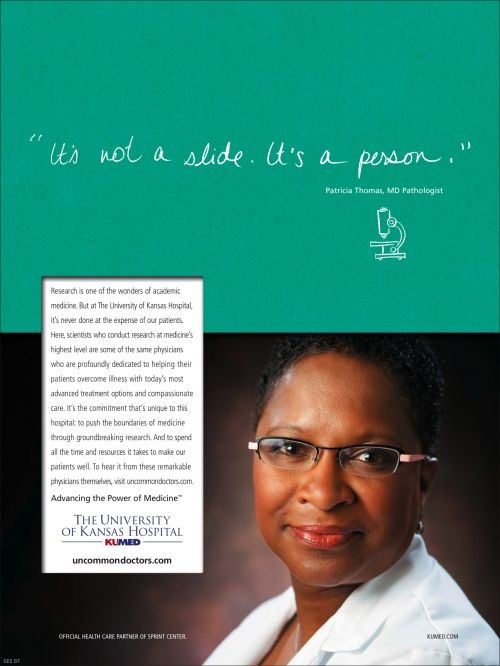 "It's not a slide. It's a person."
Patricia Thomas, MD Pathologist
Research is one of the wonders of academic
medicine. But at The University of Kansas Hospital,
it's never done at the expense of our patients.
Here, scientists who conduct research at medicine's
highest level are some of the same physicians
who are profoundly dedicated to helping their
patients overcome illness with today's most
advanced treatment options and compassionate
care. It's the commitment that's unique to this
hospital: to push the boundaries of medicine
through groundbreaking research. And to spend
all the time and resources it takes to make our
patients well. To hear it from these remarkable
physicians themselves, visit uncommondoctors.com.
Advancing the Power of Medicine™
THE UNIVERSITY
OF KANSAS HOSPITAL
KUMED
uncommondoctors.com
OFFICIAL HEALTH CARE PARTNER OF SPRINT CENTER.
KUMED.COM
SES 07